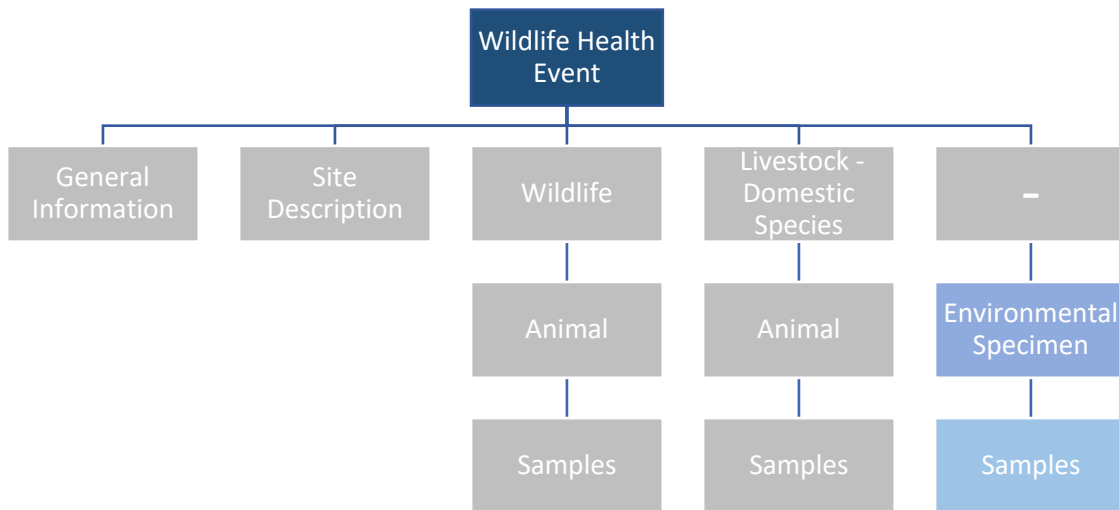 Wildlife Health
Event
General
Information
Site
Description
Wildlife
Livestock -
Domestic
Species
–
Animal
Animal
Environmental
Specimen
Samples
Samples
Samples